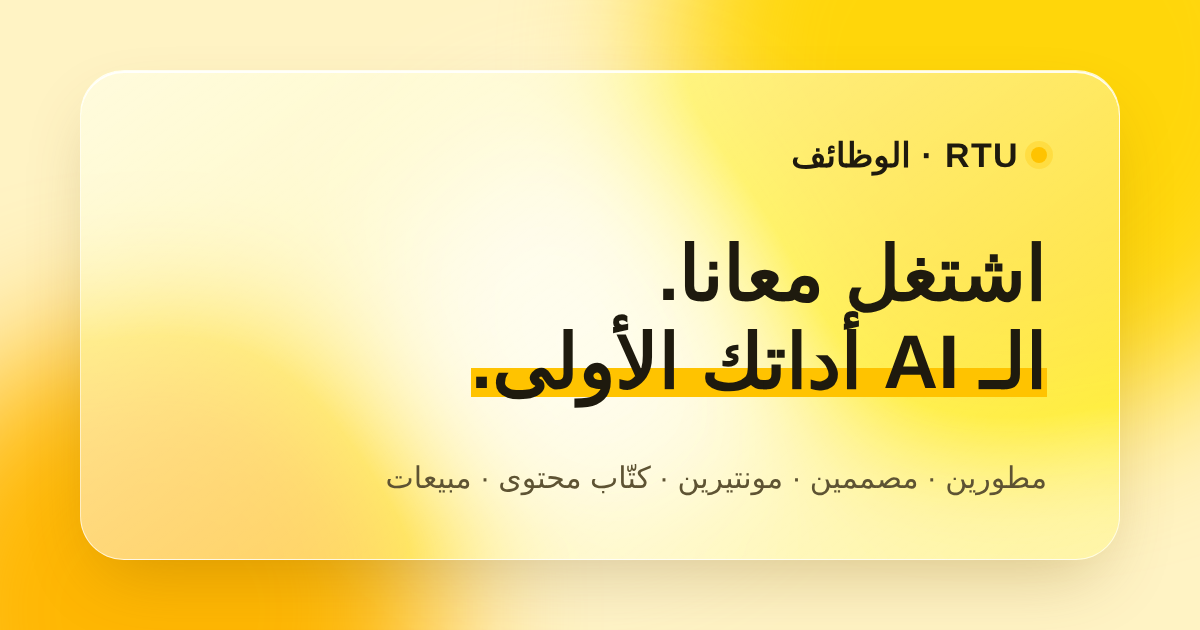 RTU · الوظائف
اشتغل معانا.
الـ AI أداتك الأولى.
مطورين · مصممين · مونتيرين · كتّاب محتوى · مبيعات